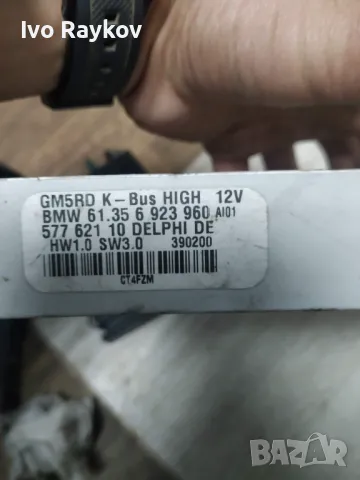 Ivo Raykov
GM5RD K-Bus HIGH 12V
BMW 61.35 6 923 960 AI01
577 621 10 DELPHI DE
HW1.0 SW3.0 390200
CT4FZM
BAZAR